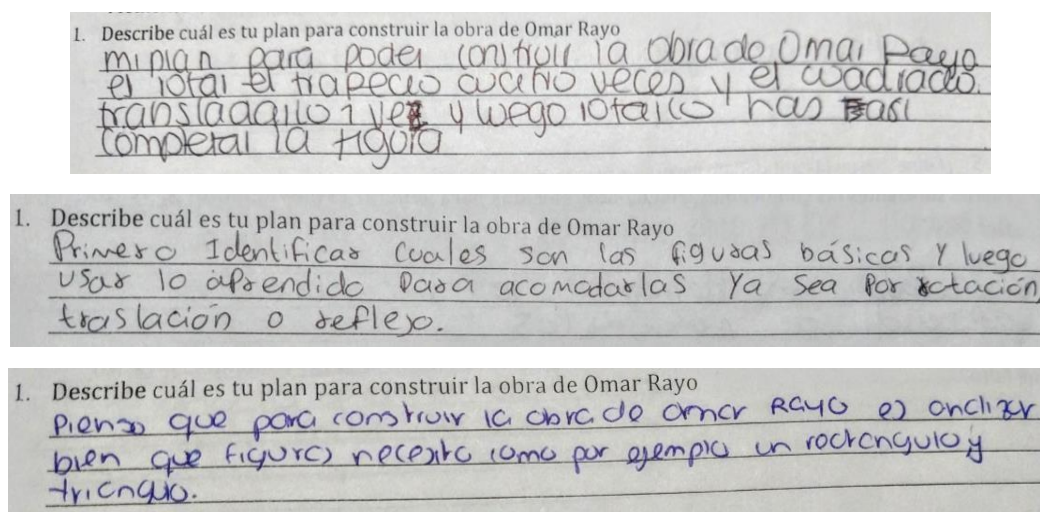 1. Describe cuál es tu plan para construir la obra de Omar Rayo
mi plan para poder construir la obra de Omar Rayo
es rotar el trapecio cuatro veces y el cuadrado
transladarlo 1 vez y luego rotarlo has asi
completar la figura
1. Describe cuál es tu plan para construir la obra de Omar Rayo
Primero Identificar cuales son las figuras básicas y luego
usar lo aprendido para acomodarlas Ya sea por rotación,
traslación o reflejo.
1. Describe cuál es tu plan para construir la obra de Omar Rayo
Pienso que para construir la obra de omar RAYO es analizar
bien que figuras necesito como por ejemplo un roctangulo y
triangulo.